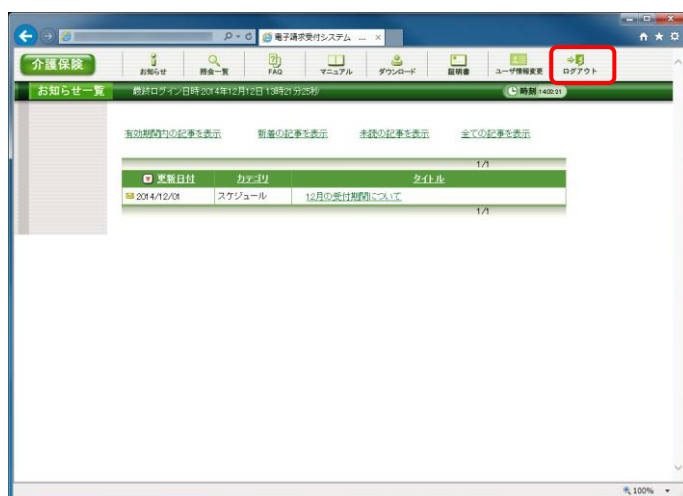 電子請求受付システム ... ×
介護保険
お知らせ 照会一覧 FAQ マニュアル ダウンロード 証明書 ユーザ情報変更 ログアウト
お知らせ一覧 最終ログイン日時 2014年12月12日 13時21分25秒 時刻 14:02:21
有効期間内の記事を表示 新着の記事を表示 未読の記事を表示 全ての記事を表示
1/1
更新日付 カテゴリ タイトル
2014/12/01 スケジュール 12月の受付期間について
1/1
100%